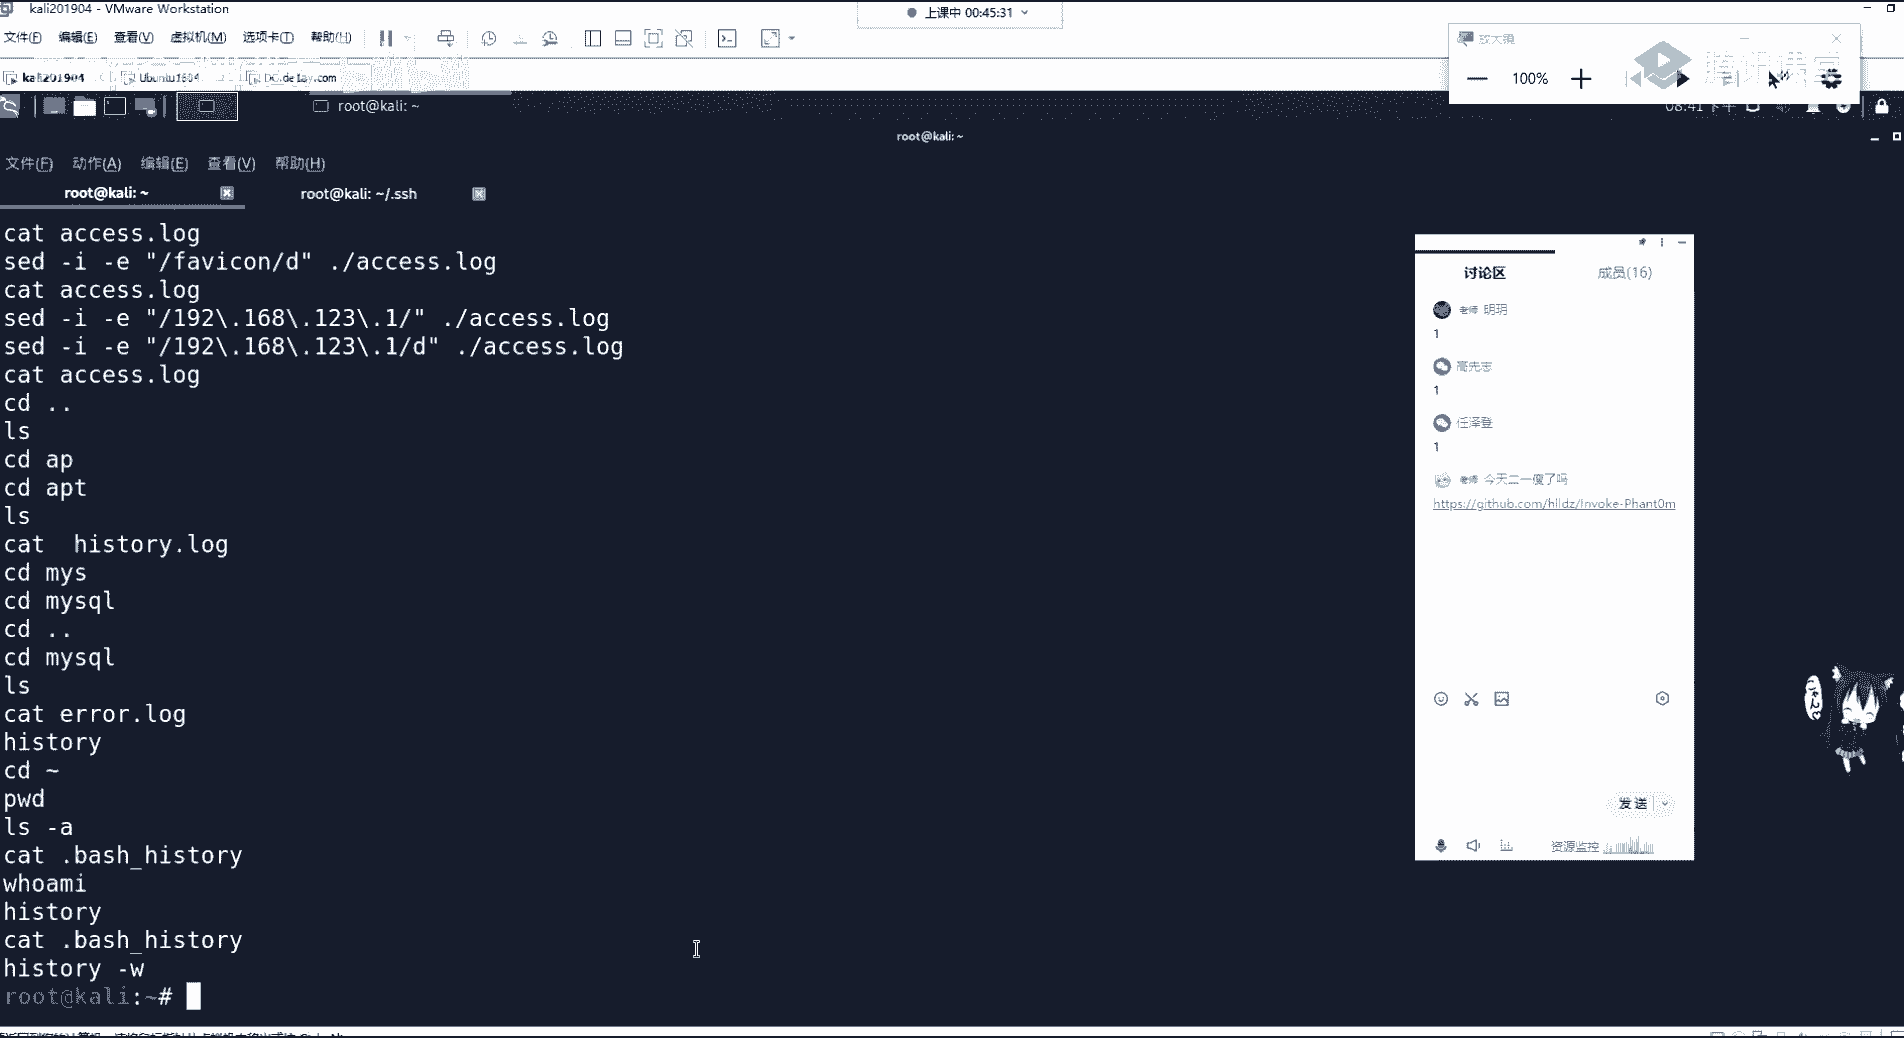 kali201904 - VMware Workstation
上课中 00:45:31
文件(F) 编辑(E) 查看(V) 虚拟机(M) 选项卡(T) 帮助(H)
放大镜
100%
kali201904
Ubuntu1604
腾讯课堂
root@kali: ~
root@kali: ~
文件(F) 动作(A) 编辑(E) 查看(V) 帮助(H)
root@kali: ~
root@kali: ~/.ssh
cat access.log
sed -i -e "/favicon/d" ./access.log
cat access.log
sed -i -e "/192\.168\.123\.1/" ./access.log
sed -i -e "/192\.168\.123\.1/d" ./access.log
cat access.log
cd ..
ls
cd ap
cd apt
ls
cat  history.log
cd mys
cd mysql
cd ..
cd mysql
ls
cat error.log
history
cd ~
pwd
ls -a
cat .bash_history
whoami
history
cat .bash_history
history -w
root@kali:~#
讨论区 成员(16)
老师 明玥
1
高先志
1
任泽登
1
老师 今天二一瘦了吗
https://github.com/hlldz/Invoke-Phant0m
发送
资源监控